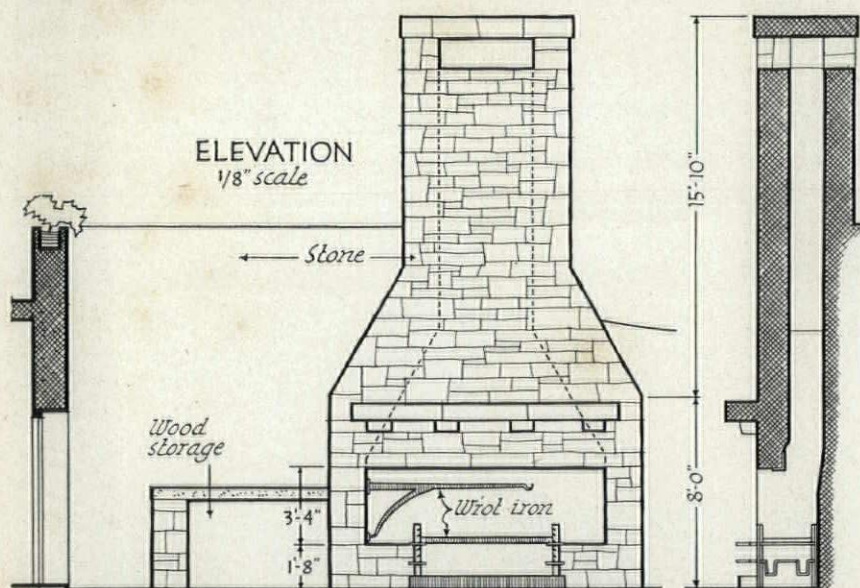 ELEVATION
1/8" scale
15'-10"
Stone
Wood
storage
8'-0"
3'-4"
Wrot iron
1'-8"